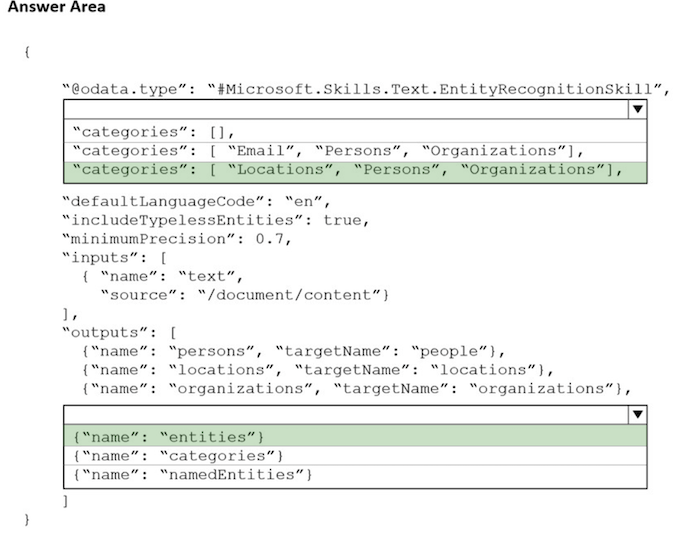 Answer Area
{
"@odata.type": "#Microsoft.Skills.Text.EntityRecognitionSkill",
"categories": [],
"categories": [ "Email", "Persons", "Organizations"],
"categories": [ "Locations", "Persons", "Organizations"],
"defaultLanguageCode": "en",
"includeTypelessEntities": true,
"minimumPrecision": 0.7,
"inputs": [
{ "name": "text",
"source": "/document/content"}
],
"outputs": [
{"name": "persons", "targetName": "people"},
{"name": "locations", "targetName": "locations"},
{"name": "organizations", "targetName": "organizations"},
{"name": "entities"}
{"name": "categories"}
{"name": "namedEntities"}
]
}